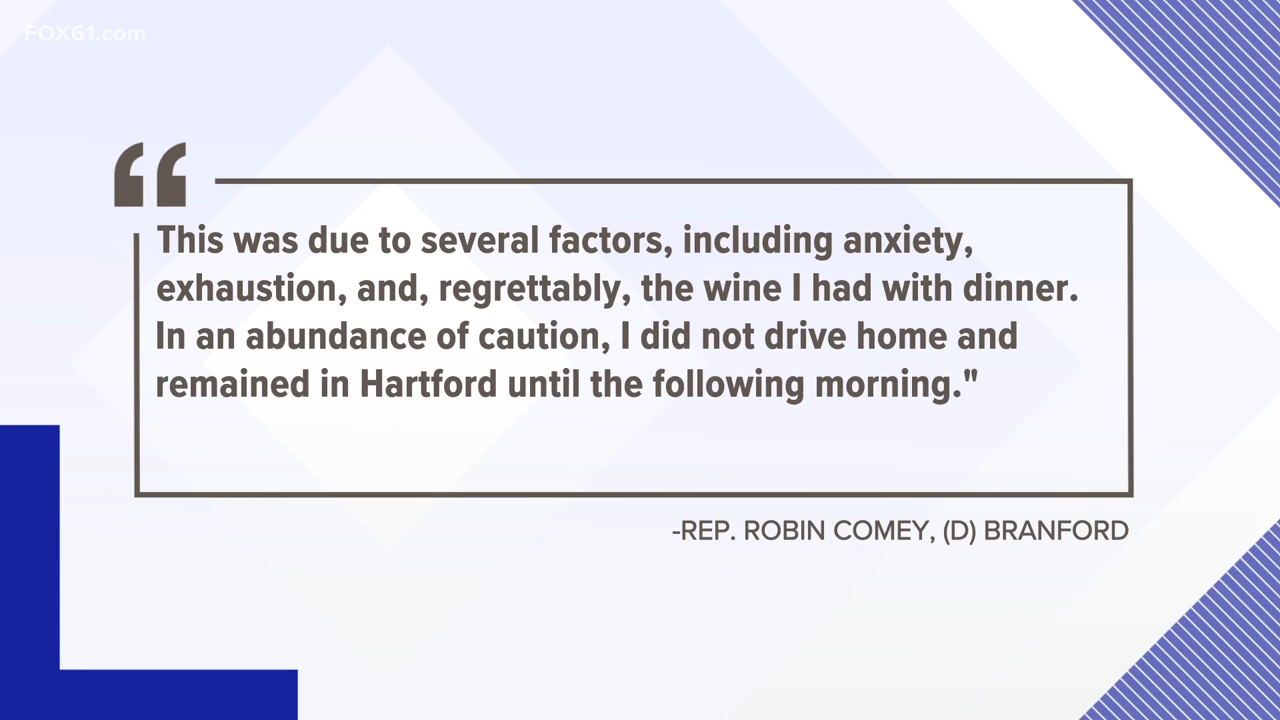 FOX61.com
“
This was due to several factors, including anxiety,
exhaustion, and, regrettably, the wine I had with dinner.
In an abundance of caution, I did not drive home and
remained in Hartford until the following morning."
-REP. ROBIN COMEY, (D) BRANFORD